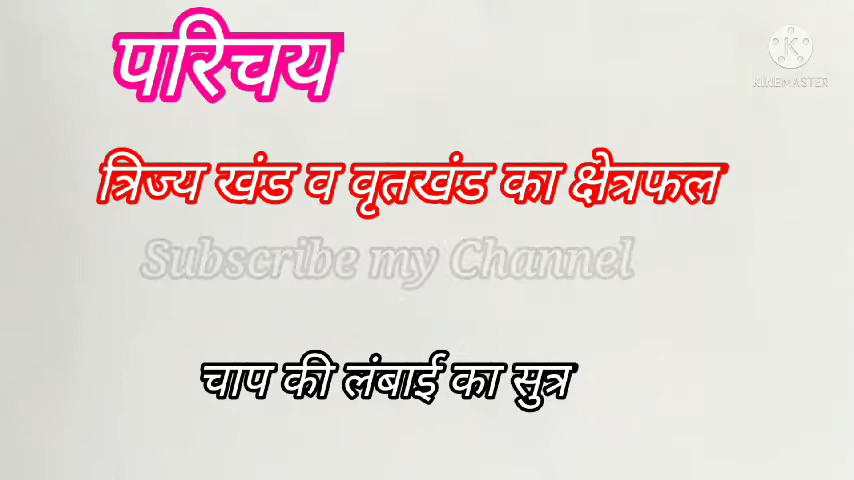 परिचय
KINEMASTER
त्रिज्य खंड व वृतखंड का क्षेत्रफल
Subscribe my Channel
चाप की लंबाई का सुत्र